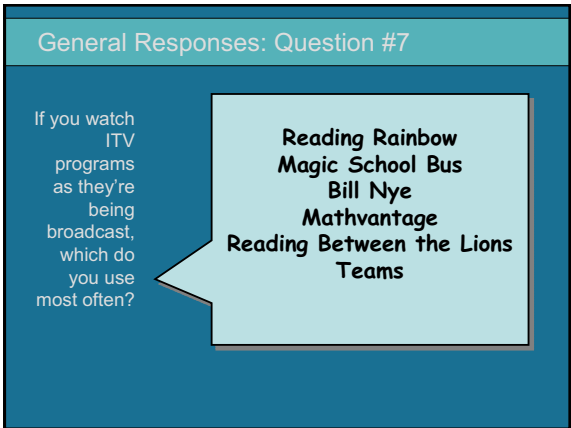 General Responses: Question #7
If you watch
ITV
programs
as they're
being
broadcast,
which do
you use
most often?
Reading Rainbow
Magic School Bus
Bill Nye
Mathvantage
Reading Between the Lions
Teams